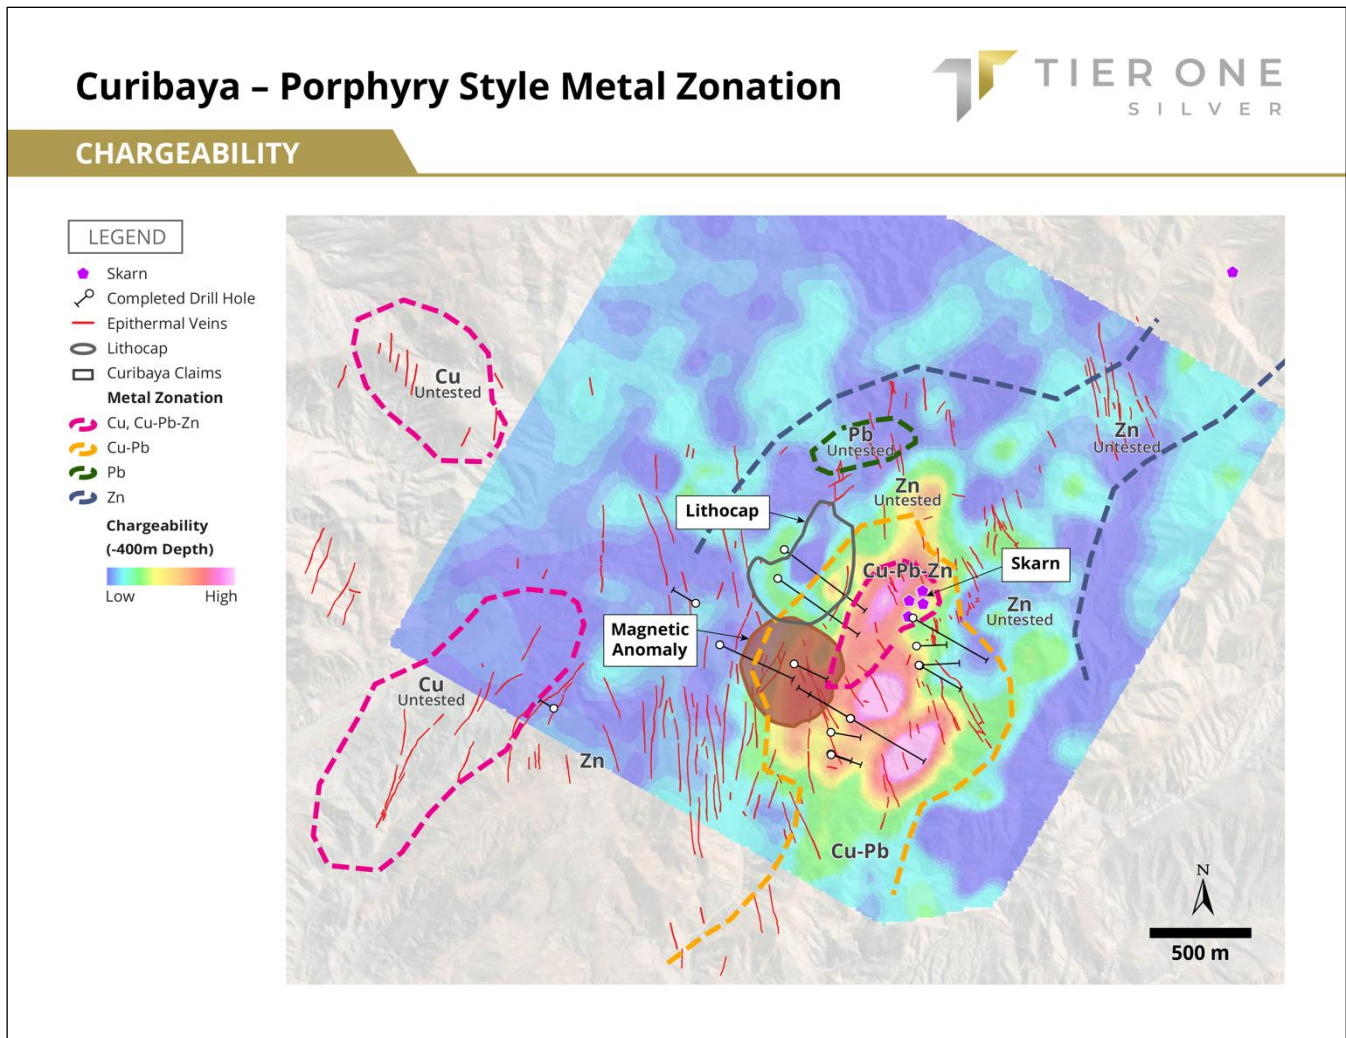 Curibaya – Porphyry Style Metal Zonation
TIER ONE
SILVER
CHARGEABILITY
LEGEND
Skarn
Completed Drill Hole
Epithermal Veins
Lithocap
Curibaya Claims
Metal Zonation
Cu, Cu-Pb-Zn
Cu-Pb
Pb
Zn
Chargeability
(-400m Depth)
Low
High
Cu
Untested
Pb
Untested
Zn
Untested
Zn
Untested
Lithocap
Cu-Pb-Zn
Skarn
Zn
Untested
Magnetic
Anomaly
Cu
Untested
Zn
Cu-Pb
N
500 m